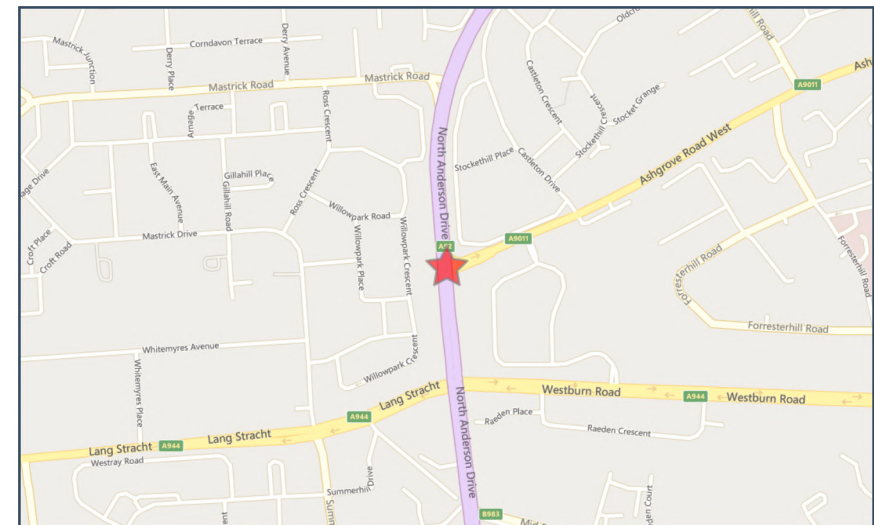 Mastrick Junction
Derry Place
Corndavon Terrace
Derry Avenue
Mastrick Road
Mastrick Road
Terrace
Ross Crescent
North Anderson Drive
Castleton Crescent
Stockethill Crescent
Stocket Grange
A9011
Ashgrove Road West
Stockethill Place
Castleton Drive
East Main Avenue
Gillahill Place
Gillahill Road
Ross Crescent
Willowpark Road
Willowpark Place
Willowpark Crescent
Croft Place
Croft Road
Mastrick Drive
A9011
Forresterhill Road
Forresterhill Road
Forresterhill Road
Whitemyres Avenue
Whitemyres Place
Lang Stracht
A944
Westburn Road
A944
Westburn Road
Raeden Place
Raeden Crescent
North Anderson Drive
Lang Stracht
A944
Lang Stracht
Westray Road
Summerhill Drive
B983